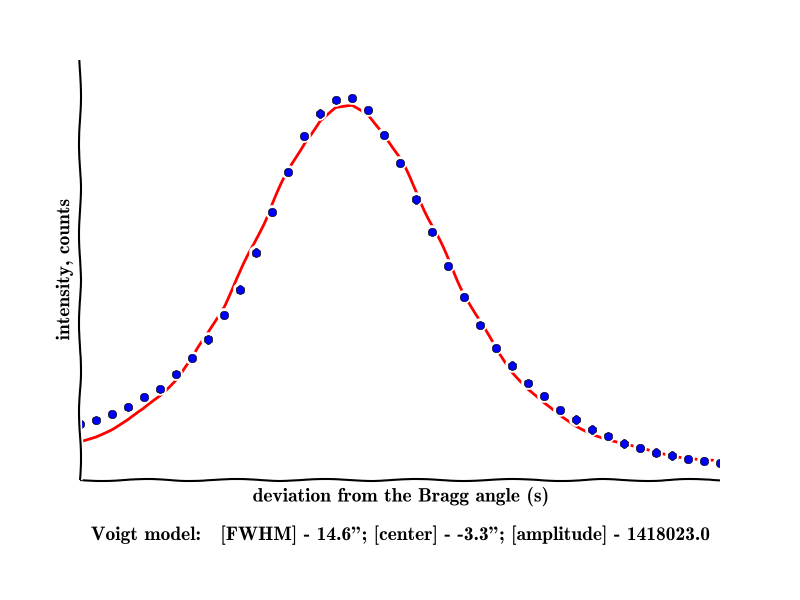 intensity, counts
deviation from the Bragg angle (s)
Voigt model: [FWHM] - 14.6”; [center] - -3.3”; [amplitude] - 1418023.0